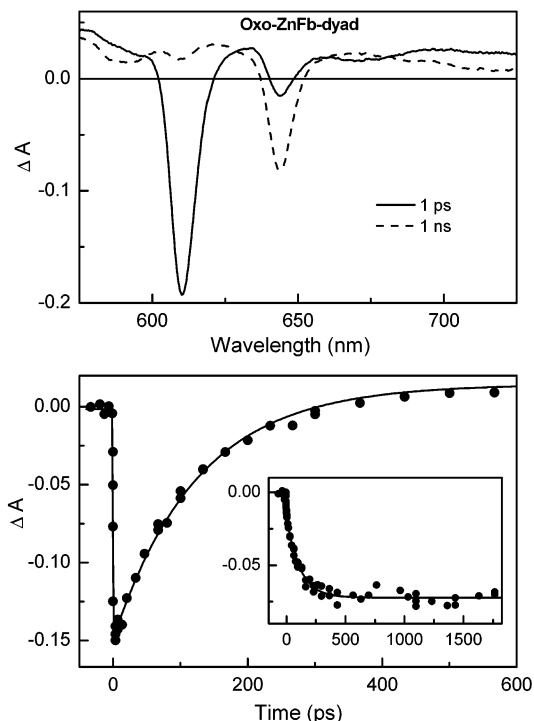 Oxo-ZnFb-dyad
0.0
-0.1
-0.2
Δ A
1 ps
1 ns
600 650 700
Wavelength (nm)
0.00
-0.05
-0.10
-0.15
Δ A
0.00
-0.05
0 500 1000 1500
0 200 400 600
Time (ps)